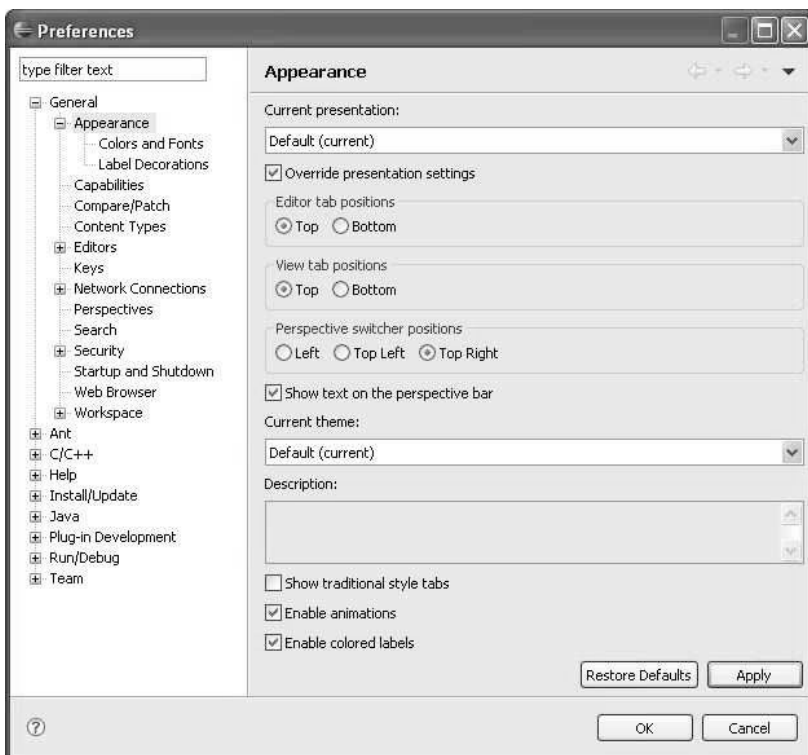 Preferences
type filter text
General
Appearance
Colors and Fonts
Label Decorations
Capabilities
Compare/Patch
Content Types
Editors
Keys
Network Connections
Perspectives
Search
Security
Startup and Shutdown
Web Browser
Workspace
Ant
C/C++
Help
Install/Update
Java
Plug-in Development
Run/Debug
Team
Appearance
Current presentation:
Default (current)
Override presentation settings
Editor tab positions
Top Bottom
View tab positions
Top Bottom
Perspective switcher positions
Left Top Left Top Right
Show text on the perspective bar
Current theme:
Default (current)
Description:
Show traditional style tabs
Enable animations
Enable colored labels
Restore Defaults Apply
OK Cancel